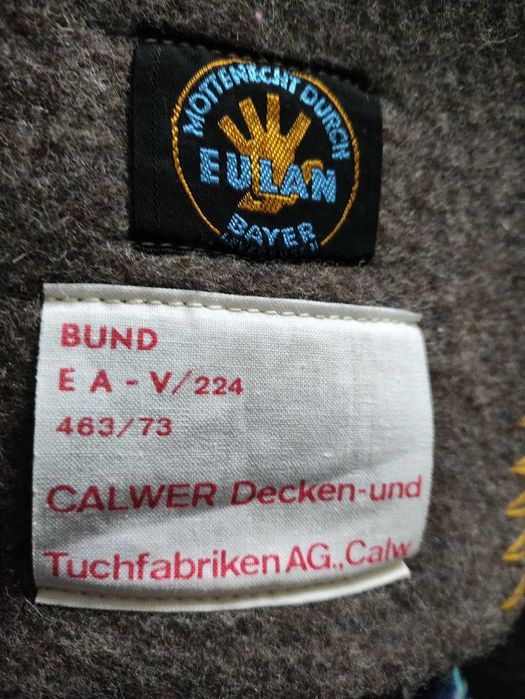 MOTTENECHT DURCH
EULAN
BAYER
BUND
E A - V/224
463/73
CALWER Decken-und
Tuchfabriken AG., Calw